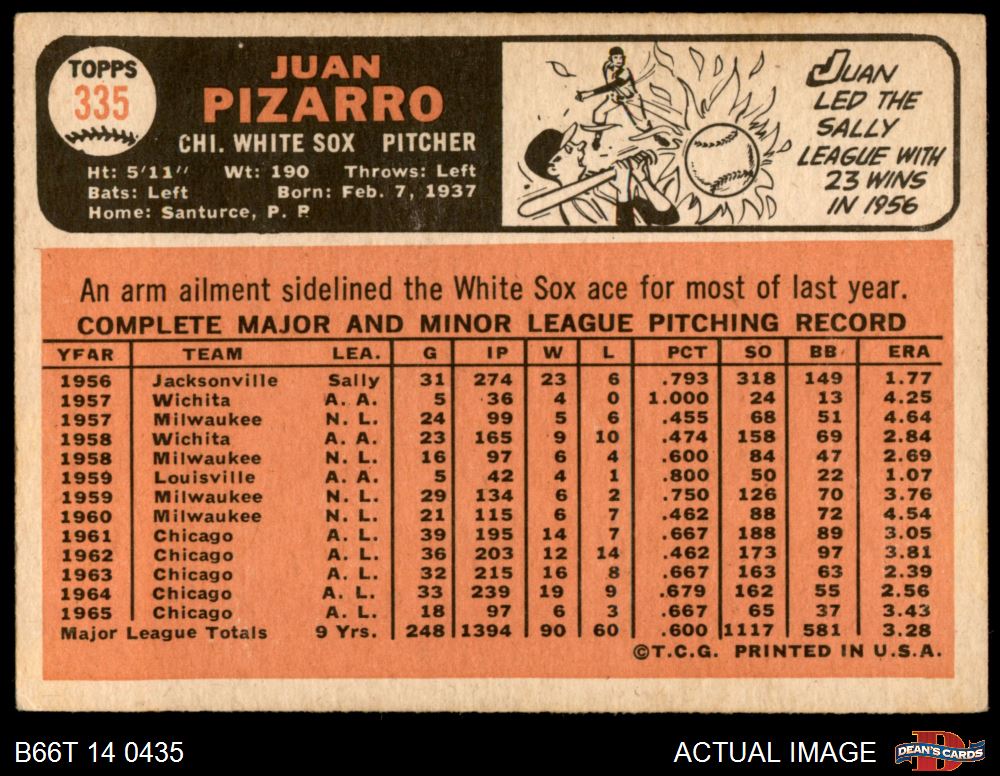 TOPPS
335
JUAN
PIZARRO
CHI. WHITE SOX PITCHER
Ht: 5'11" Wt: 190 Throws: Left
Bats: Left Born: Feb. 7, 1937
Home: Santurce, P. R.
JUAN
LED THE
SALLY
LEAGUE WITH
23 WINS
IN 1956
An arm ailment sidelined the White Sox ace for most of last year.
COMPLETE MAJOR AND MINOR LEAGUE PITCHING RECORD
YEAR TEAM LEA. G IP W L PCT SO BB ERA
1956 Jacksonville Sally 31 274 23 6 .793 318 149 1.77
1957 Wichita A. A. 5 36 4 0 1.000 24 13 4.25
1957 Milwaukee N. L. 24 99 5 6 .455 68 51 4.64
1958 Wichita A. A. 23 165 9 10 .474 158 69 2.84
1958 Milwaukee N. L. 16 97 6 4 .600 84 47 2.69
1959 Louisville A. A. 5 42 4 1 .800 50 22 1.07
1959 Milwaukee N. L. 29 134 6 2 .750 126 70 3.76
1960 Milwaukee N. L. 21 115 6 7 .462 88 72 4.54
1961 Chicago A. L. 39 195 14 7 .667 188 89 3.05
1962 Chicago A. L. 36 203 12 14 .462 173 97 3.81
1963 Chicago A. L. 32 215 16 8 .667 163 63 2.39
1964 Chicago A. L. 33 239 19 9 .679 162 55 2.56
1965 Chicago A. L. 18 97 6 3 .667 65 37 3.43
Major League Totals 9 Yrs. 248 1394 90 60 .600 1117 581 3.28
©T.C.G. PRINTED IN U.S.A.
B66T 14 0435
ACTUAL IMAGE
DEAN'S CARDS